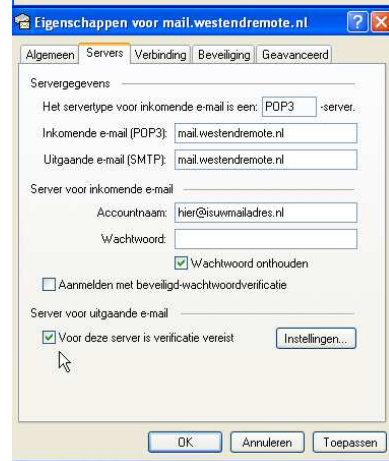 Eigenschappen voor mail.westendremote.nl
Algemeen Servers Verbinding Beveiliging Geavanceerd
Servergegevens
Het servertype voor inkomende e-mail is een: POP3 -server.
Inkomende e-mail (POP3): mail.westendremote.nl
Uitgaande e-mail (SMTP): mail.westendremote.nl
Server voor inkomende e-mail
Accountnaam: hier@isuwmailadres.nl
Wachtwoord:
Wachtwoord onthouden
Aanmelden met beveiligd-wachtwoordverificatie
Server voor uitgaande e-mail
Voor deze server is verificatie vereist Instellingen...
OK Annuleren Toepassen